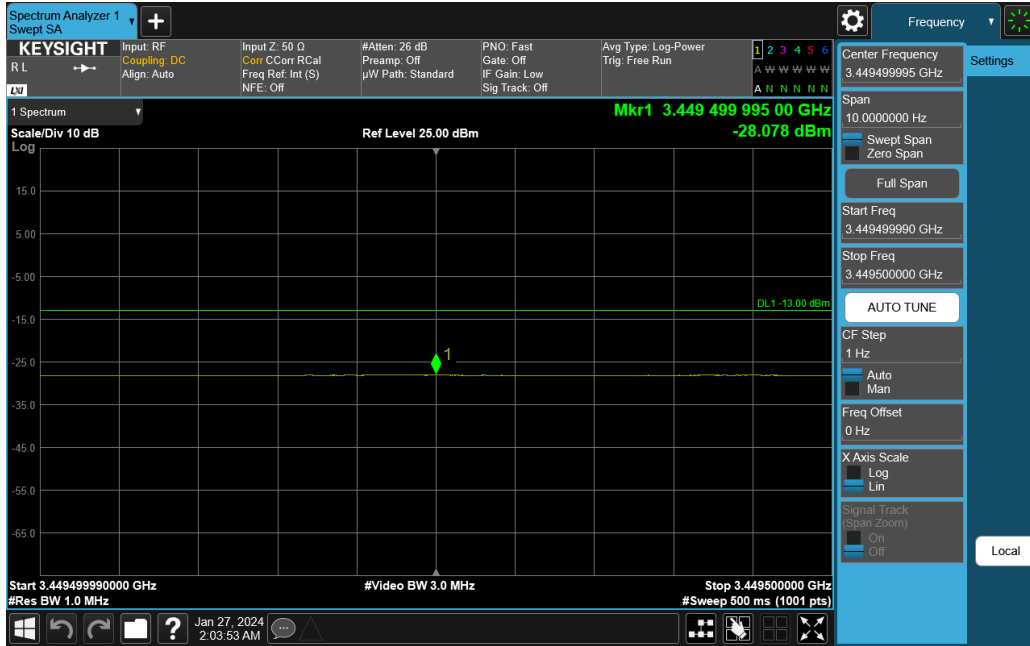 Spectrum Analyzer 1
Swept SA
Frequency
KEYSIGHT
R L
LXI
Input: RF
Coupling: DC
Align: Auto
Input Z: 50 Ω
Corr CCorr RCal
Freq Ref: Int (S)
NFE: Off
#Atten: 26 dB
Preamp: Off
µW Path: Standard
PNO: Fast
Gate: Off
IF Gain: Low
Sig Track: Off
Avg Type: Log-Power
Trig: Free Run
1 2 3 4 5 6
A W W W W W
A N N N N N
1 Spectrum
Mkr1 3.449 499 995 00 GHz
Scale/Div 10 dB
Ref Level 25.00 dBm
-28.078 dBm
Log
15.0
5.00
-5.00
-15.0
-25.0
-35.0
-45.0
-55.0
-65.0
DL1 -13.00 dBm
1
Start 3.449499990000 GHz
#Video BW 3.0 MHz
Stop 3.449500000 GHz
#Res BW 1.0 MHz
#Sweep 500 ms (1001 pts)
Jan 27, 2024
2:03:53 AM
Center Frequency
3.449499995 GHz
Settings
Span
10.0000000 Hz
Swept Span
Zero Span
Full Span
Start Freq
3.449499990 GHz
Stop Freq
3.449500000 GHz
AUTO TUNE
CF Step
1 Hz
Auto
Man
Freq Offset
0 Hz
X Axis Scale
Log
Lin
Signal Track
(Span Zoom)
On
Off
Local